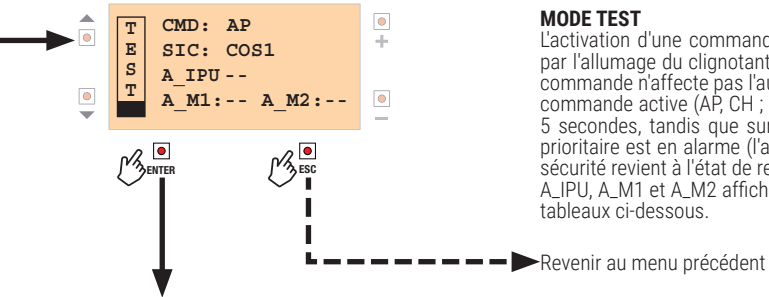 T
E
S
T
CMD: AP
SIC: COS1
A_IPU --
A_M1:-- A_M2:--
+
−
ENTER
ESC
MODE TEST
L'activation d'une command
par l'allumage du clignotant
commande n'affecte pas l'au
commande active (AP, CH ;
5 secondes, tandis que sur
prioritaire est en alarme (l'a
sécurité revient à l'état de re
A_IPU, A_M1 et A_M2 affich
tableaux ci-dessous.
Revenir au menu précédent